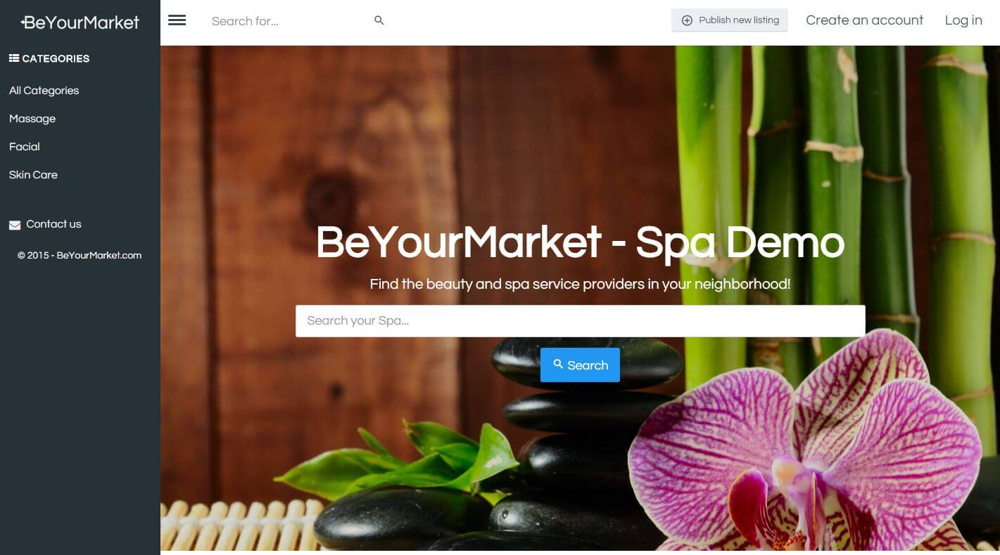 BeYourMarket
Search for...
Publish new listing
Create an account
Log in
CATEGORIES
All Categories
Massage
Facial
Skin Care
Contact us
© 2015 - BeYourMarket.com
BeYourMarket - Spa Demo
Find the beauty and spa service providers in your neighborhood!
Search your Spa...
Search